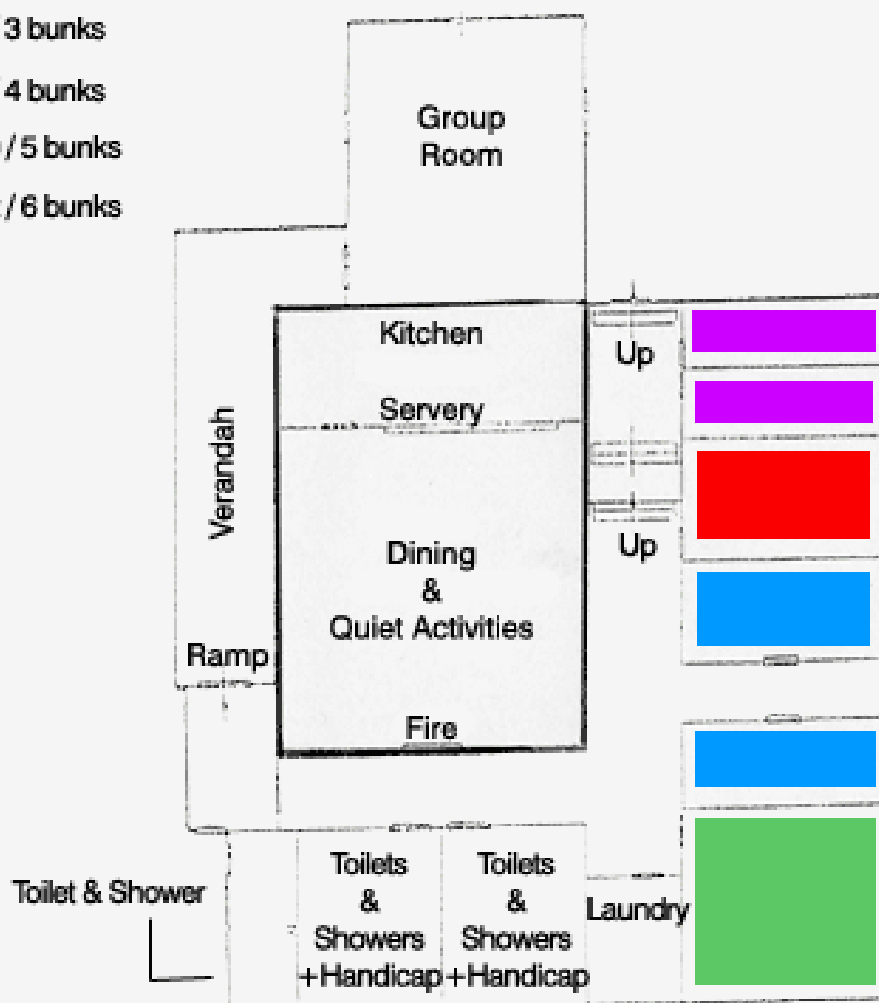 3 bunks
4 bunks
/ 5 bunks
/ 6 bunks
Group
Room
Kitchen
Up
Servery
Verandah
Up
Dining
&
Quiet Activities
Ramp
Fire
Toilet & Shower
Toilets
&
Showers
+Handicap
Toilets
&
Showers
+Handicap
Laundry